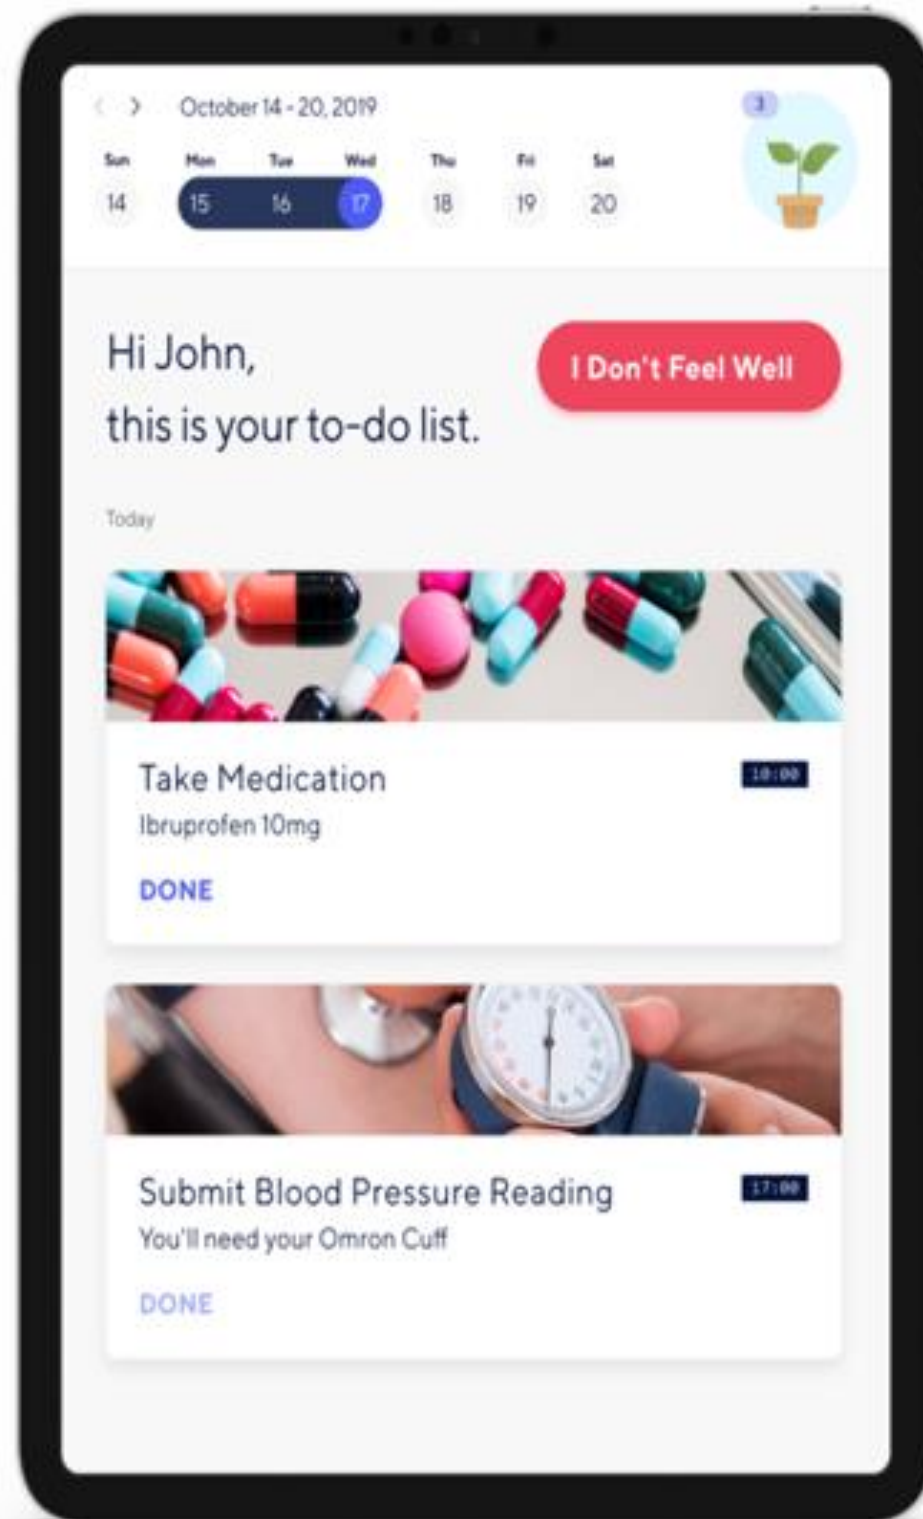 October 14 - 20, 2019
3
Sun Mon Tue Wed Thu Fri Sat
14 15 16 17 18 19 20
Hi John,
this is your to-do list.
I Don't Feel Well
Today
Take Medication
10:00
Ibruprofen 10mg
DONE
Submit Blood Pressure Reading
17:00
You'll need your Omron Cuff
DONE